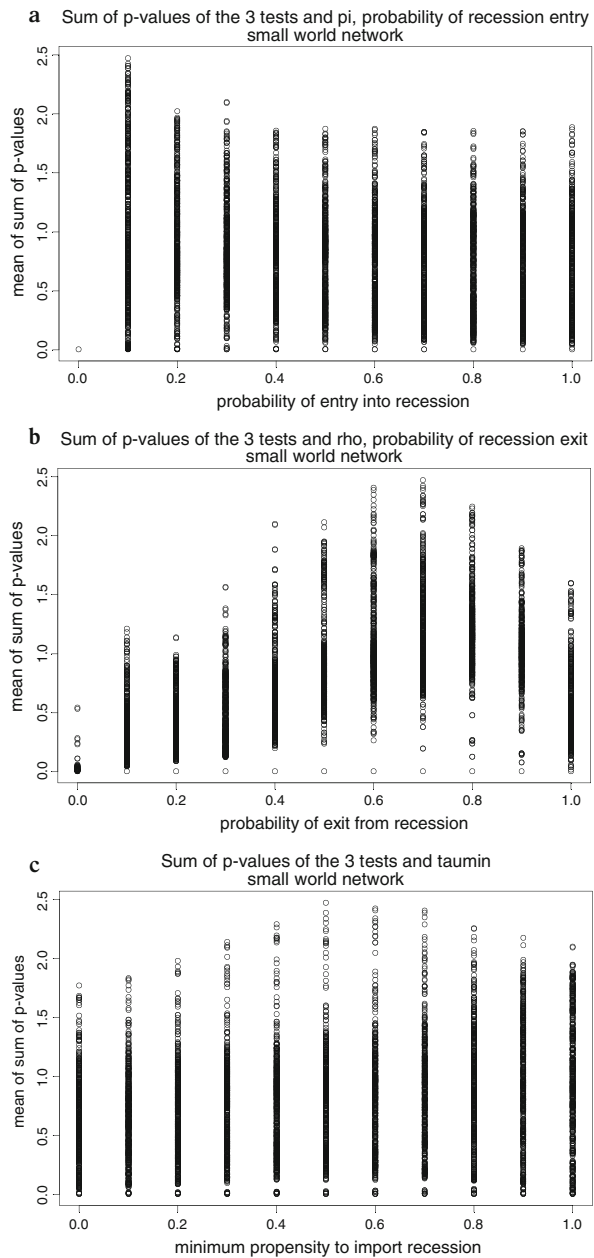 a Sum of p-values of the 3 tests and pi, probability of recession entry
small world network
mean of sum of p-values
0.0 0.5 1.0 1.5 2.0 2.5
0.0 0.2 0.4 0.6 0.8 1.0
probability of entry into recession
b Sum of p-values of the 3 tests and rho, probability of recession exit
small world network
mean of sum of p-values
0.0 0.5 1.0 1.5 2.0 2.5
0.0 0.2 0.4 0.6 0.8 1.0
probability of exit from recession
c Sum of p-values of the 3 tests and taumin
small world network
mean of sum of p-values
0.0 0.5 1.0 1.5 2.0 2.5
0.0 0.2 0.4 0.6 0.8 1.0
minimum propensity to import recession